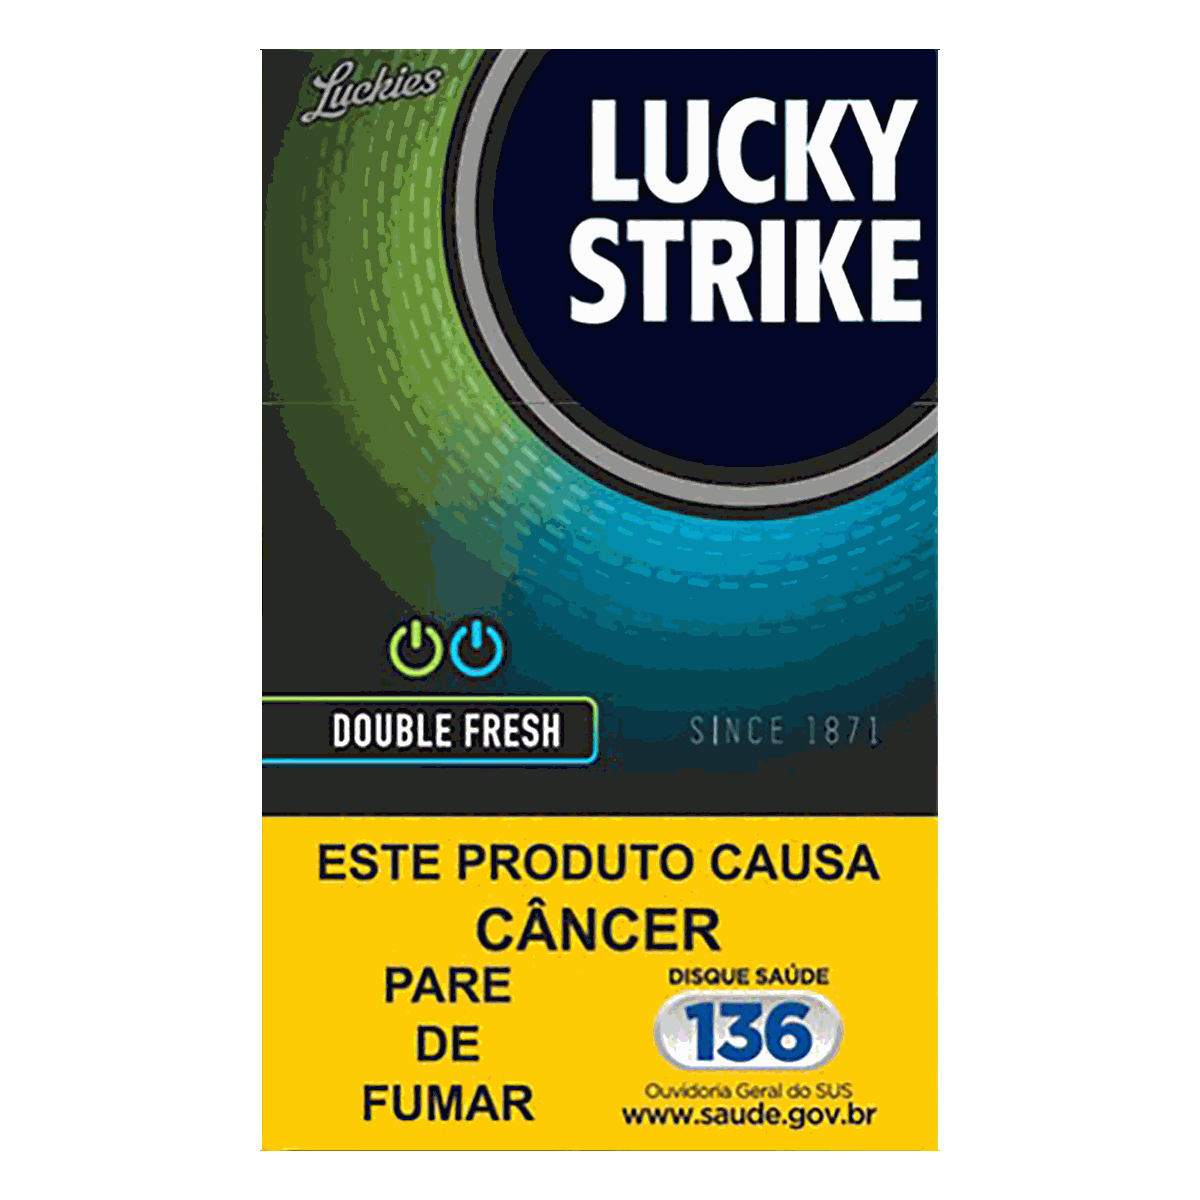 Luckies
LUCKY
STRIKE
DOUBLE FRESH
SINCE 1871
ESTE PRODUTO CAUSA
CÂNCER
PARE
DE
FUMAR
DISQUE SAÚDE
136
Ouvidoria Geral do SUS
www.saude.gov.br